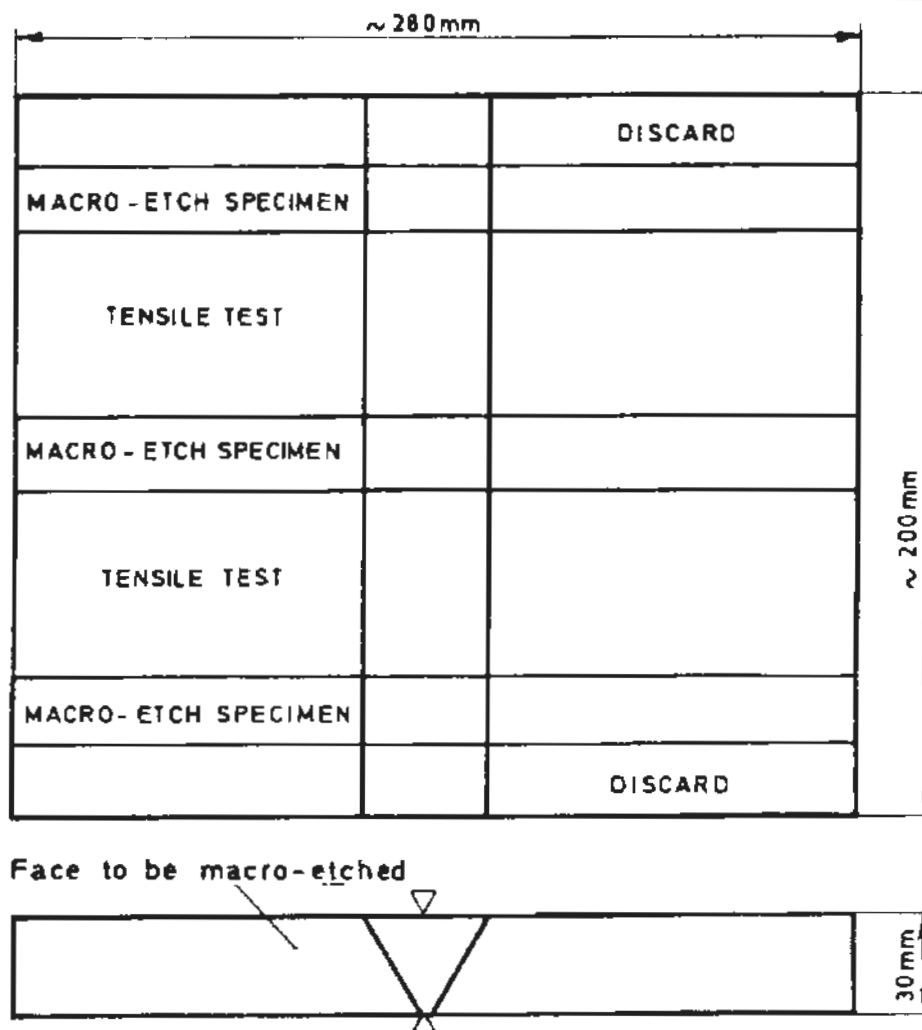 ~ 280mm
DISCARD
MACRO-ETCH SPECIMEN
TENSILE TEST
MACRO-ETCH SPECIMEN
~ 200mm
TENSILE TEST
MACRO-ETCH SPECIMEN
DISCARD
Face to be macro-etched
30mm